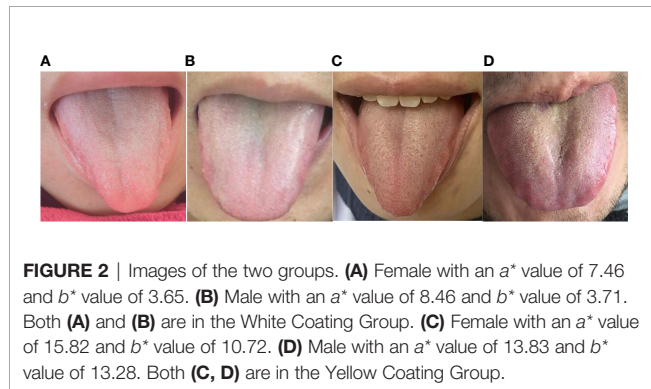 A B C D
FIGURE 2 | Images of the two groups. (A) Female with an a* value of 7.46
and b* value of 3.65. (B) Male with an a* value of 8.46 and b* value of 3.71.
Both (A) and (B) are in the White Coating Group. (C) Female with an a* value
of 15.82 and b* value of 10.72. (D) Male with an a* value of 13.83 and b*
value of 13.28. Both (C, D) are in the Yellow Coating Group.